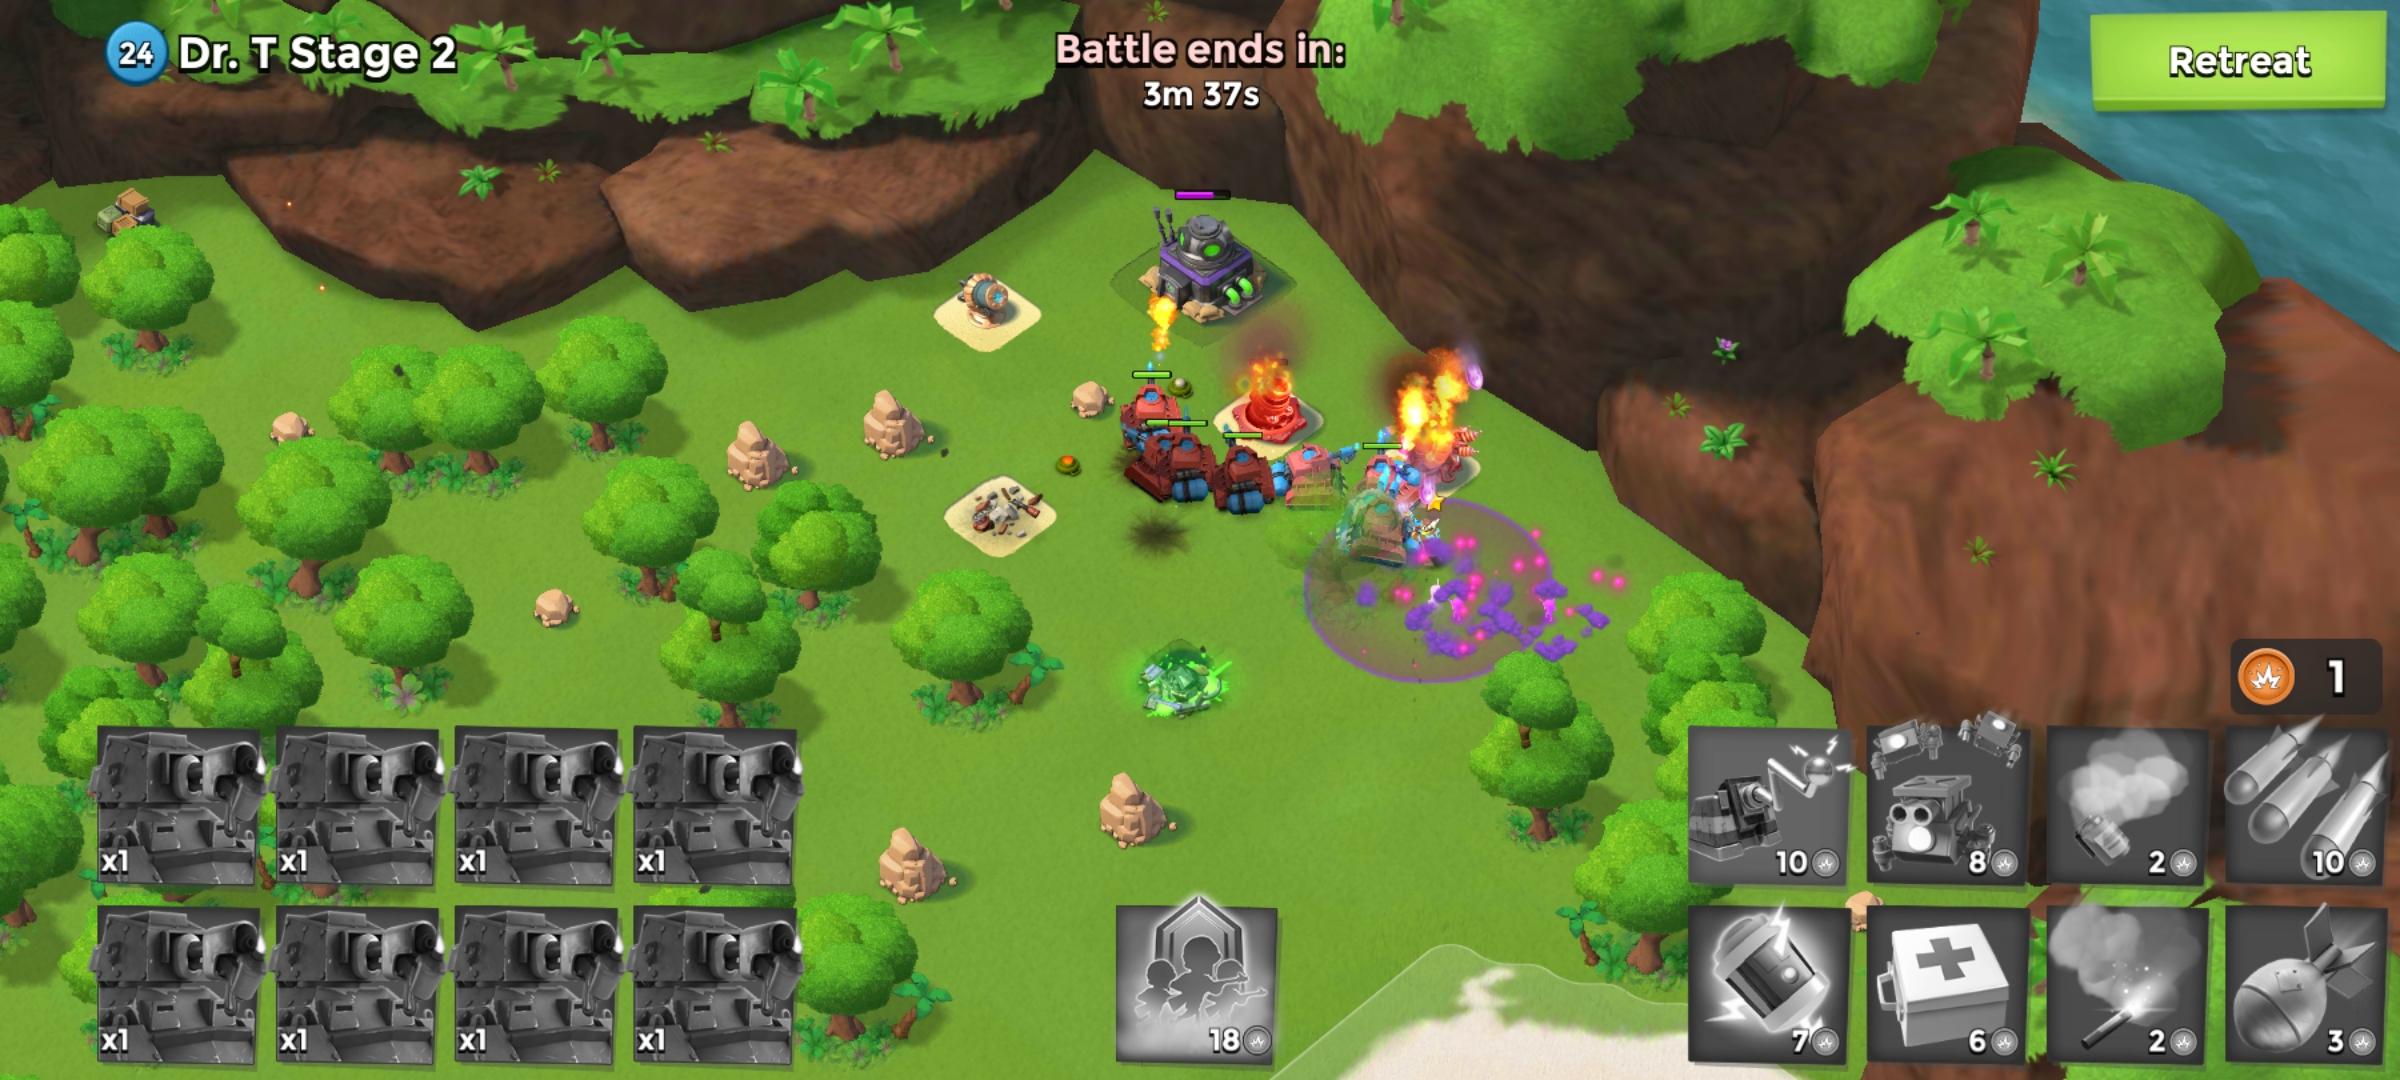 24 Dr. T Stage 2
Battle ends in:
3m 37s
Retreat
1
x1 x1 x1 x1
10 8 2 10
x1 x1 x1 x1
18
7 6 2 3